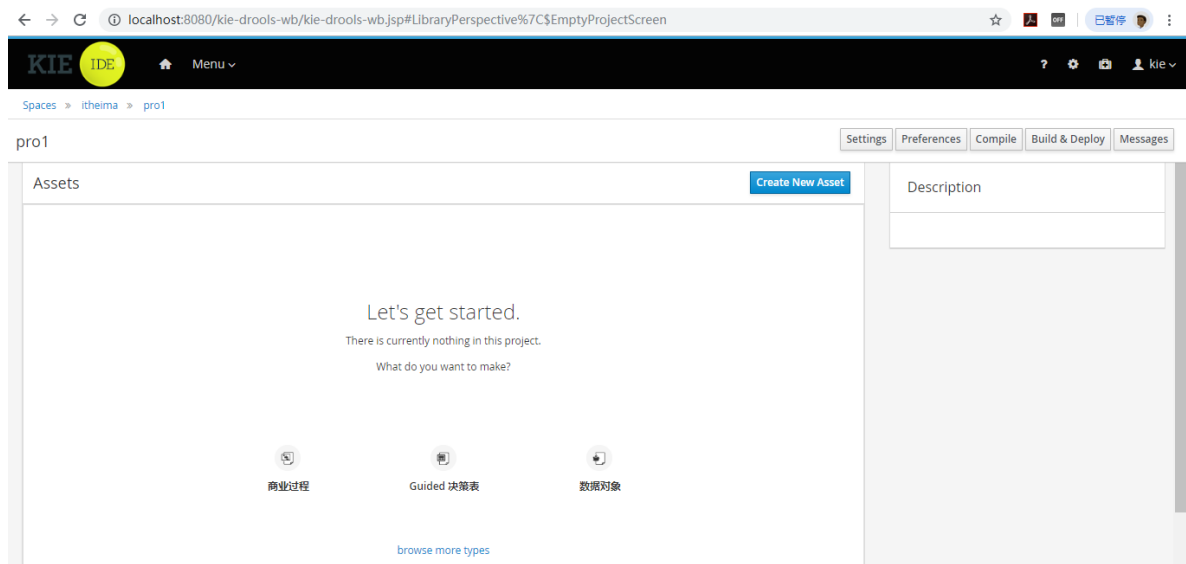 localhost:8080/kie-drools-wb/kie-drools-wb.jsp#LibraryPerspective%7C$EmptyProjectScreen
OFF
已暂停
KIE IDE
Menu
? kie
Spaces » itheima » pro1
pro1
Settings Preferences Compile Build & Deploy Messages
Assets
Create New Asset
Description
Let's get started.
There is currently nothing in this project.
What do you want to make?
商业过程 Guided 决策表 数据对象
browse more types